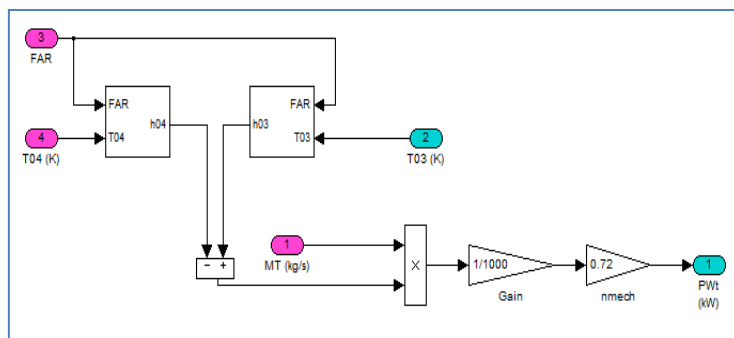 3
FAR
FAR
h04
T04
FAR
h03
T03
4
T04 (K)
2
T03 (K)
− +
1
MT (kg/s)
X
1/1000
Gain
0.72
nmech
1
PWt
(kW)